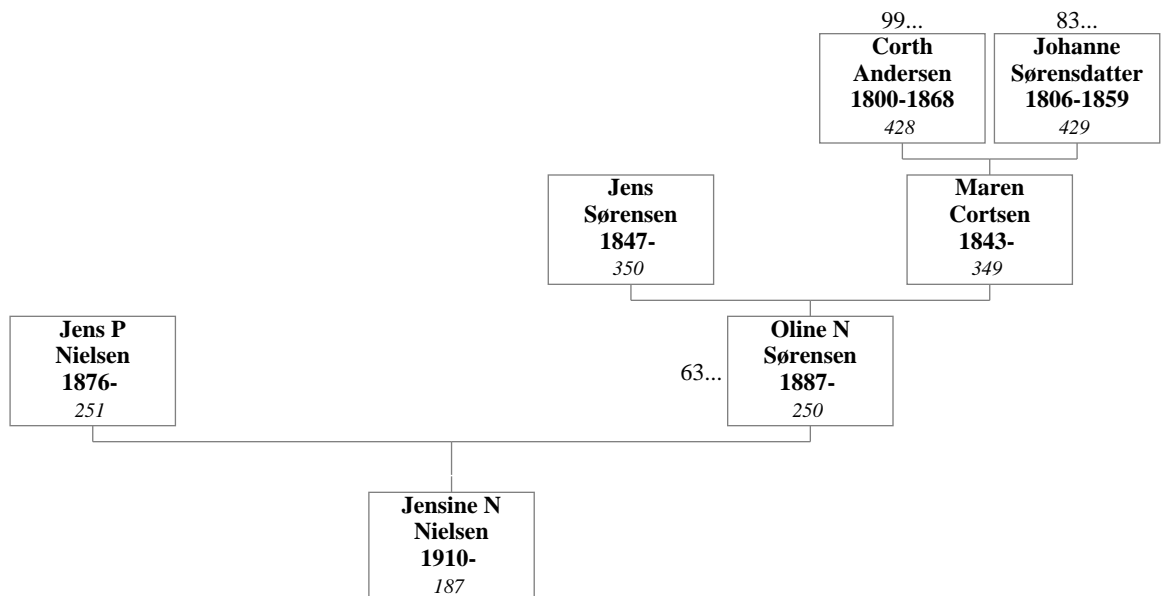 99...
Corth
Andersen
1800-1868
428
83...
Johanne
Sørensdatter
1806-1859
429
Jens
Sørensen
1847-
350
Maren
Cortsen
1843-
349
Jens P
Nielsen
1876-
251
63...
Oline N
Sørensen
1887-
250
Jensine N
Nielsen
1910-
187